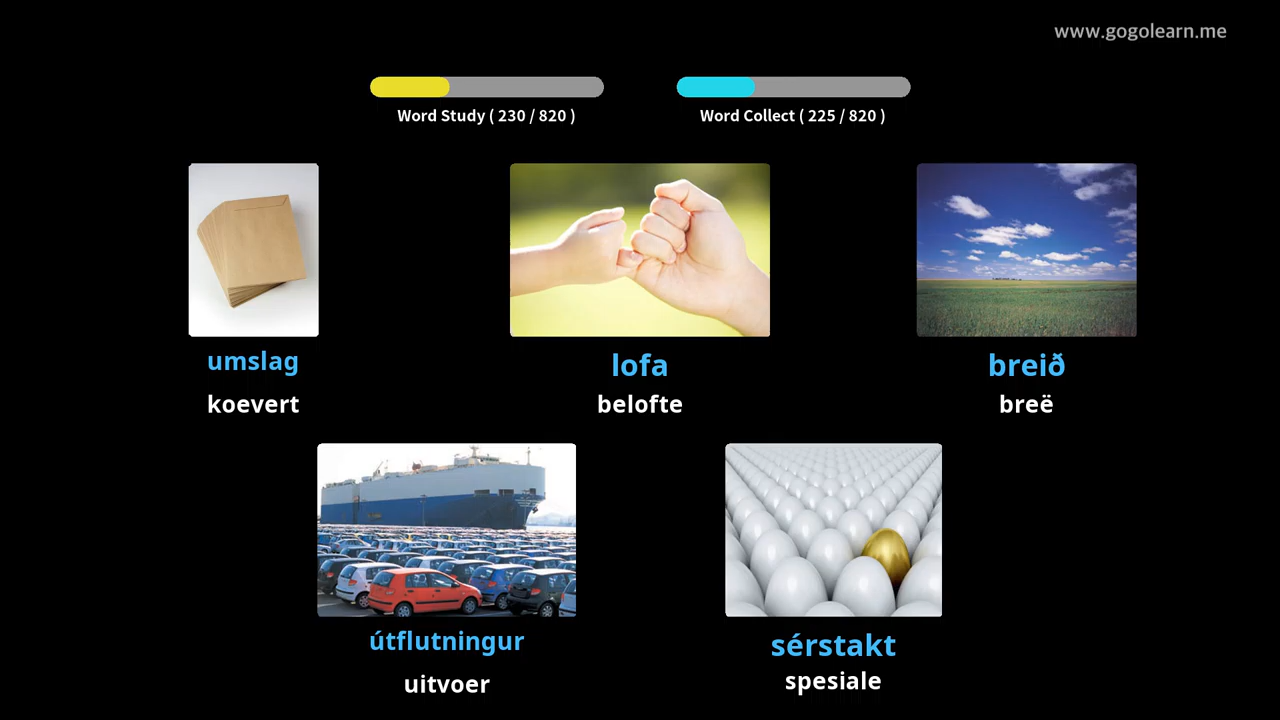 www.gogolearn.me
Word Study ( 230 / 820 )
Word Collect ( 225 / 820 )
umslag
koevert
lofa
belofte
breið
breë
útflutningur
uitvoer
sérstakt
spesiale